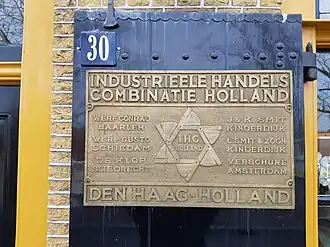 30
INDUSTRIEELE HANDELS
COMBINATIE HOLLAND
WERF CONRAD
HAARLEM
WERF GUSTO
SCHIEDAM
DE KLOP
SLIEDRECHT
IHC
HOLLAND
J & K SMIT
KINDERDIJK
L. SMIT & ZOON
KINDERDIJK
VERSCHURE
AMSTERDAM
DEN HAAG-HOLLAND